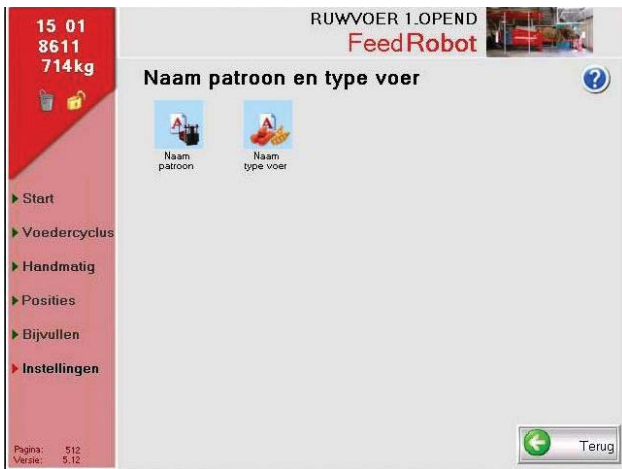 15 01
8611
714kg
RUWVOER 1.OPEND
FeedRobot
Naam patroon en type voer
?
A
A
Naam
patroon
Naam
type voer
Start
Voedercyclus
Handmatig
Posities
Bijvullen
Instellingen
Pagina: 512
Versie: 5.12
Terug